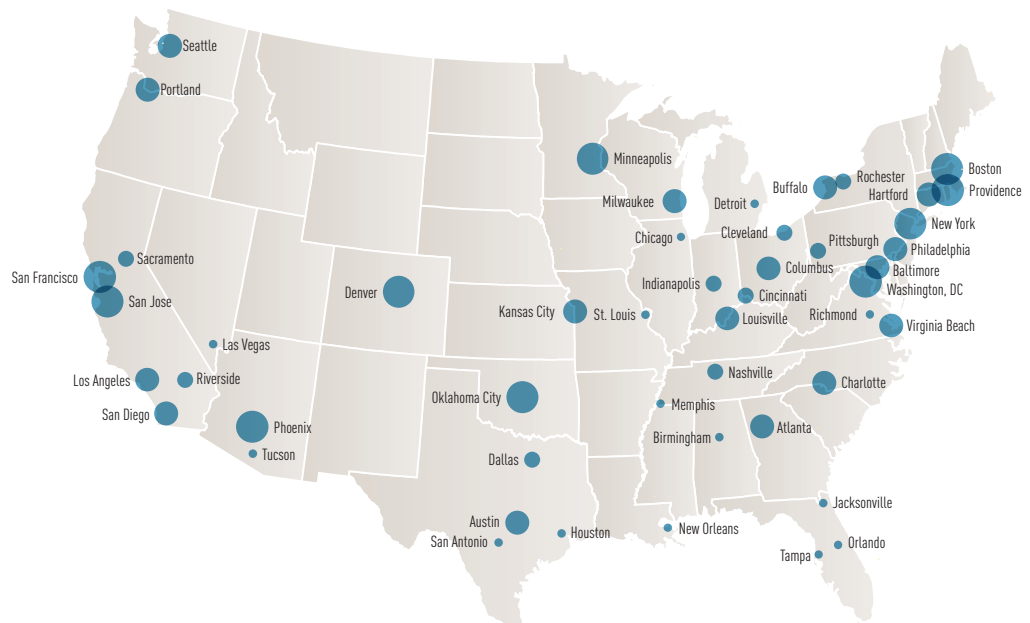 Seattle
Portland
Minneapolis
Boston
Rochester
Buffalo
Hartford
Providence
Milwaukee
Detroit
New York
Cleveland
Chicago
Pittsburgh
Philadelphia
Sacramento
Columbus
Baltimore
San Francisco
Indianapolis
Washington, DC
Denver
Cincinnati
San Jose
Kansas City
St. Louis
Louisville
Richmond
Virginia Beach
Las Vegas
Nashville
Los Angeles
Riverside
Charlotte
Oklahoma City
Memphis
San Diego
Phoenix
Birmingham
Atlanta
Tucson
Dallas
Jacksonville
Austin
New Orleans
Houston
San Antonio
Orlando
Tampa